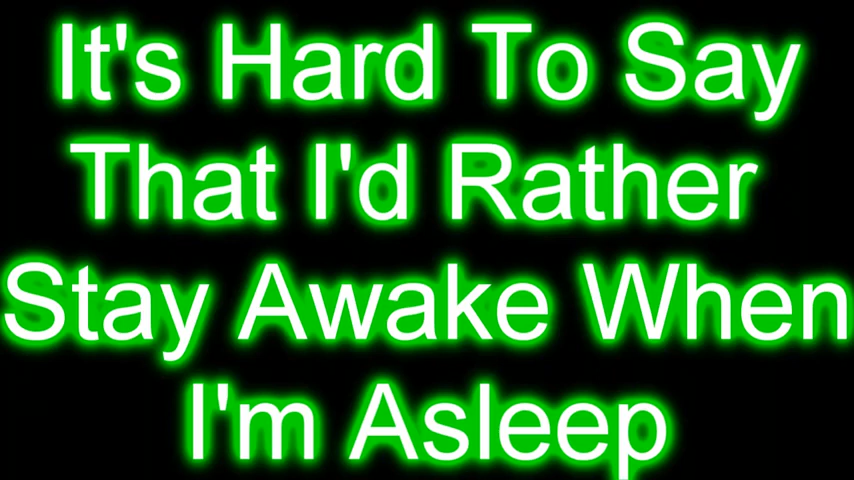 It's Hard To Say
That I'd Rather
Stay Awake When
I'm Asleep